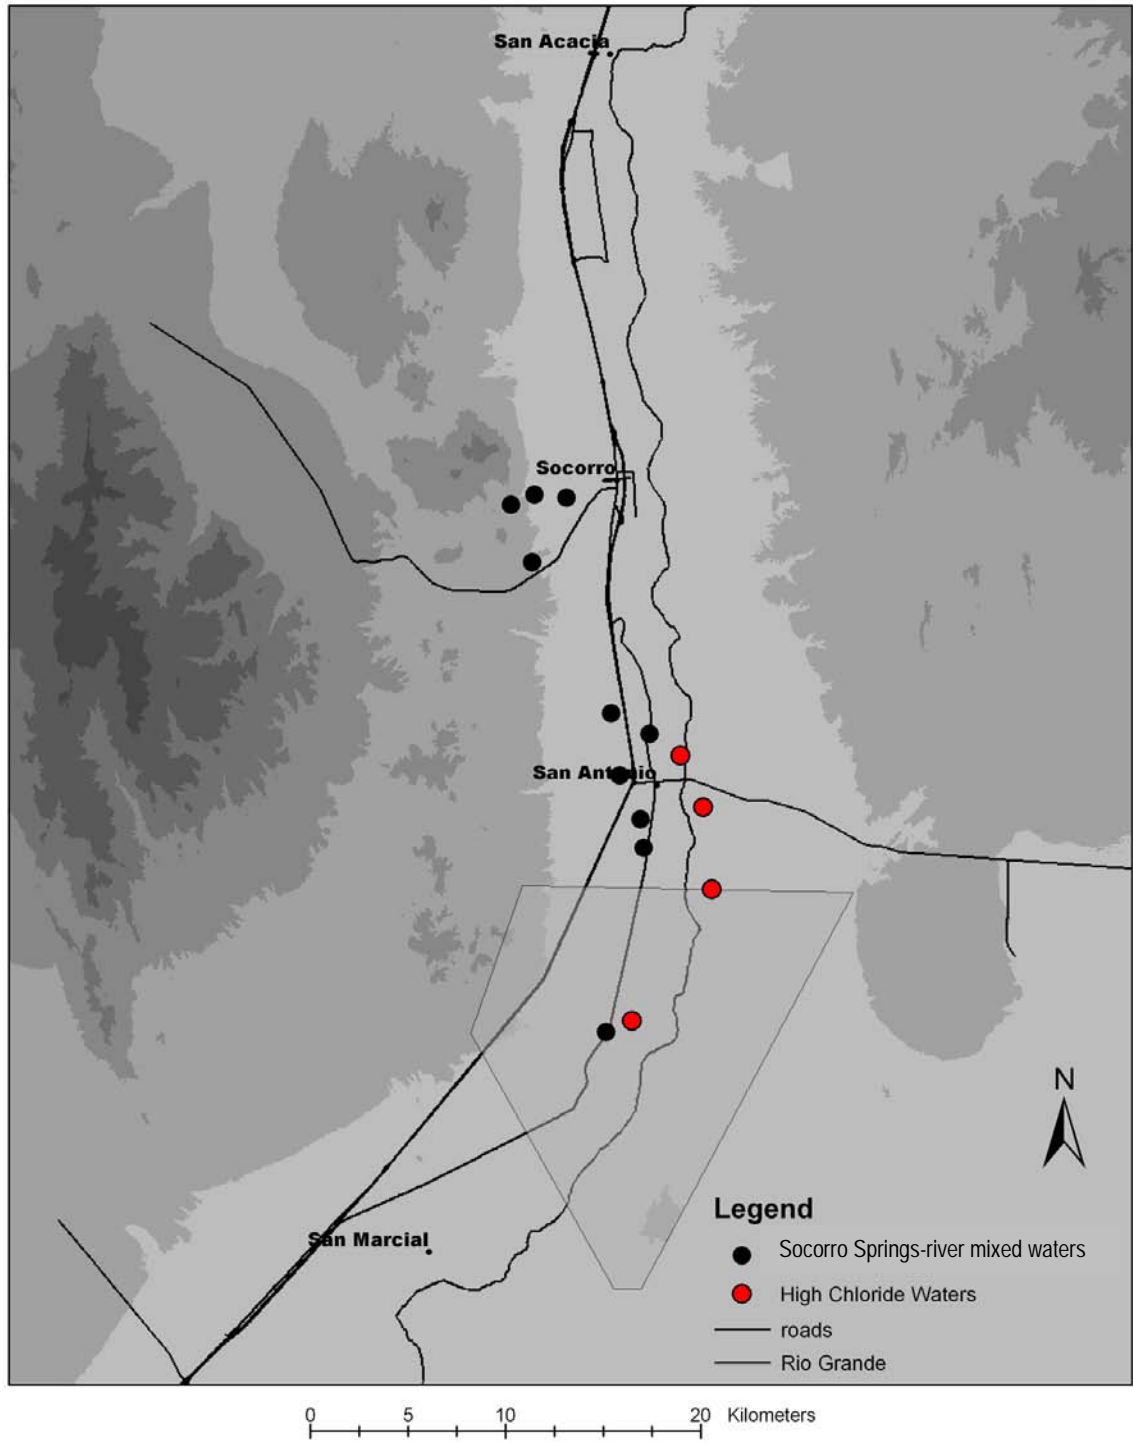 San Acacia
Socorro
San Antonio
San Marcial
N
Legend
Socorro Springs-river mixed waters
High Chloride Waters
roads
Rio Grande
0 5 10 20 Kilometers